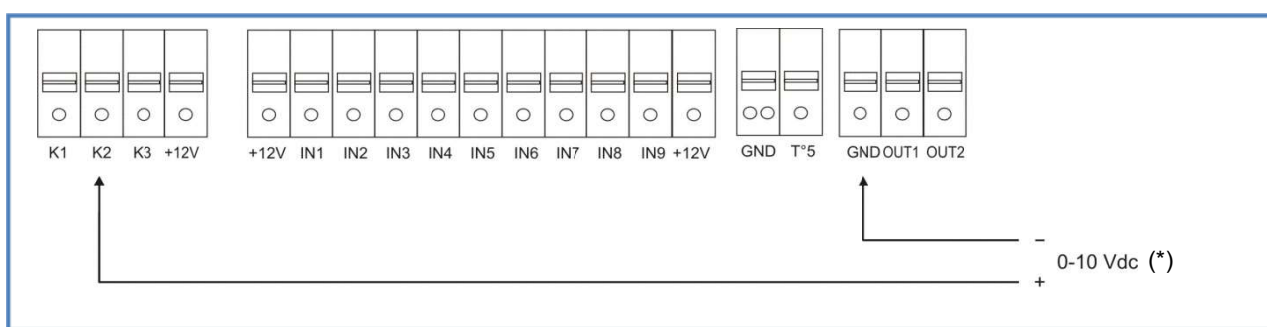 K1 K2 K3 +12V +12V IN1 IN2 IN3 IN4 IN5 IN6 IN7 IN8 IN9 +12V GND T°5 GND OUT1 OUT2
–
0-10 Vdc (*)
+